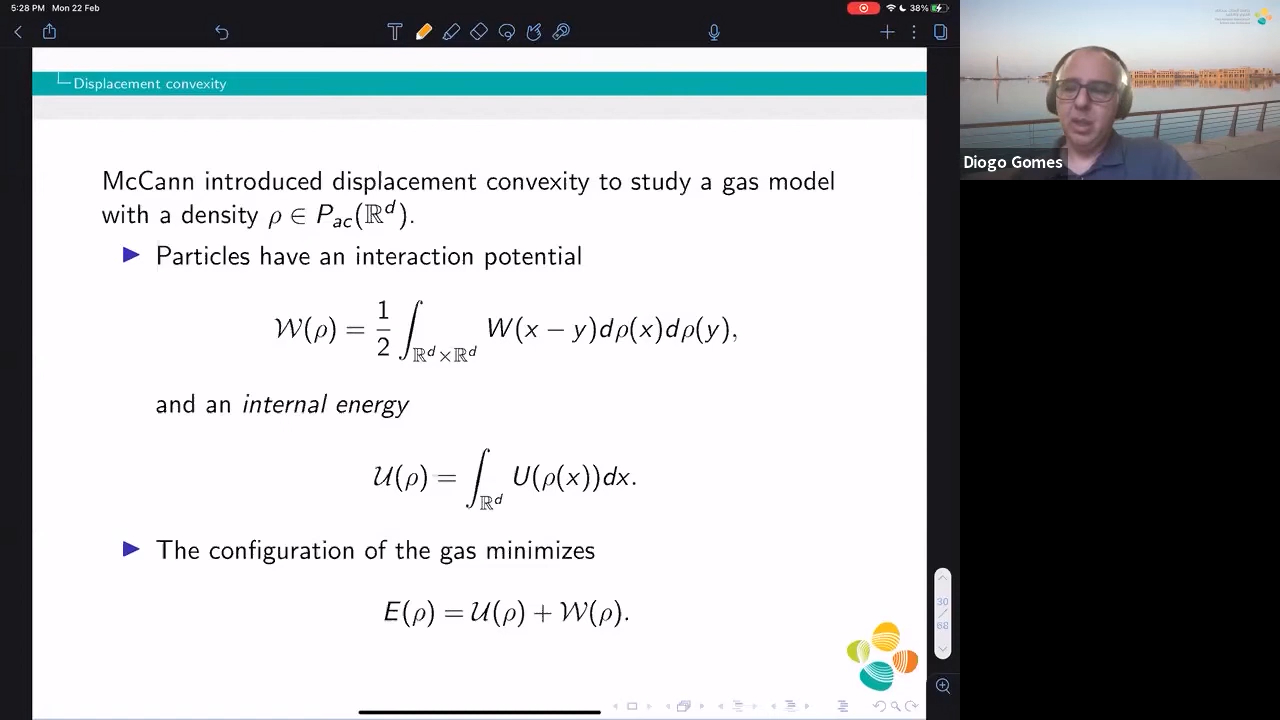 5:28 PM Mon 22 Feb
38%
Displacement convexity
McCann introduced displacement convexity to study a gas model
with a density ρ ∈ P_ac(ℝ^d).
▶ Particles have an interaction potential
𝒲(ρ) = 1/2 ∫_{ℝ^d×ℝ^d} W(x − y)dρ(x)dρ(y),
and an internal energy
𝒰(ρ) = ∫_{ℝ^d} U(ρ(x))dx.
▶ The configuration of the gas minimizes
E(ρ) = 𝒰(ρ) + 𝒲(ρ).
30
/
68
Diogo Gomes